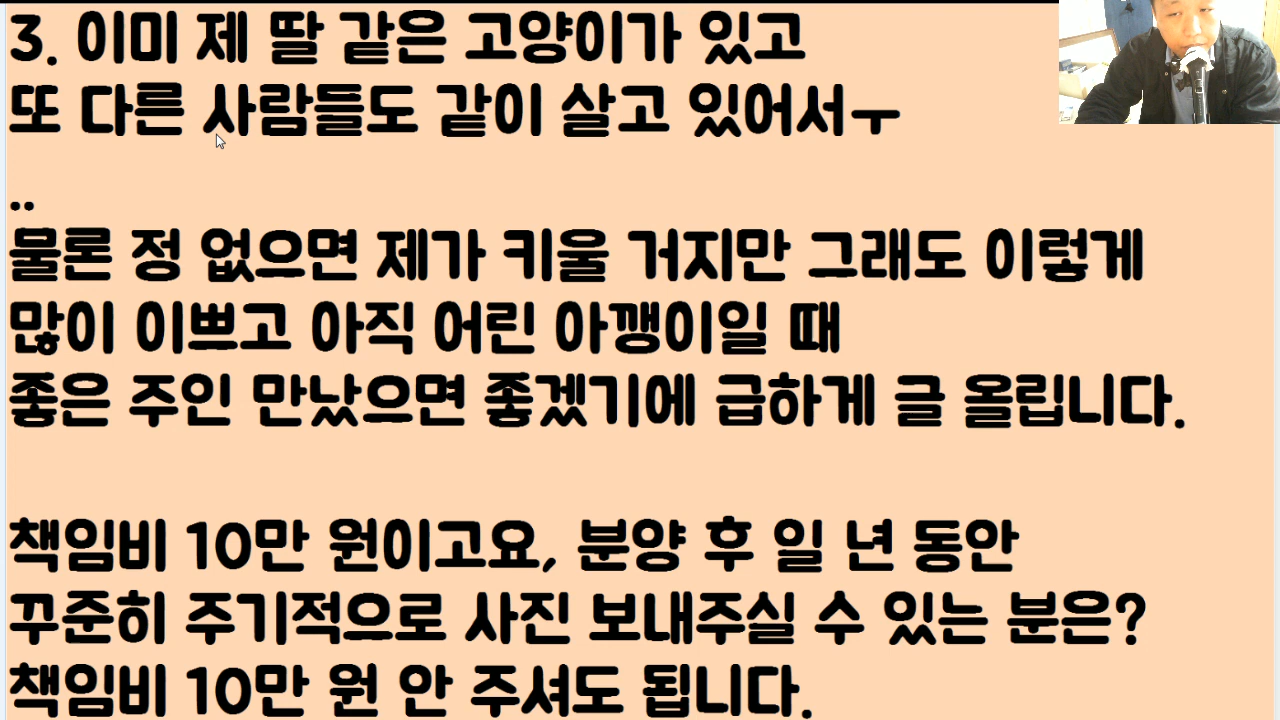 3. 이미 제 딸 같은 고양이가 있고
또 다른 사람들도 같이 살고 있어서ㅜ
..
물론 정 없으면 제가 키울 거지만 그래도 이렇게
많이 이쁘고 아직 어린 아깽이일 때
좋은 주인 만났으면 좋겠기에 급하게 글 올립니다.
책임비 10만 원이고요, 분양 후 일 년 동안
꾸준히 주기적으로 사진 보내주실 수 있는 분은?
책임비 10만 원 안 주셔도 됩니다.